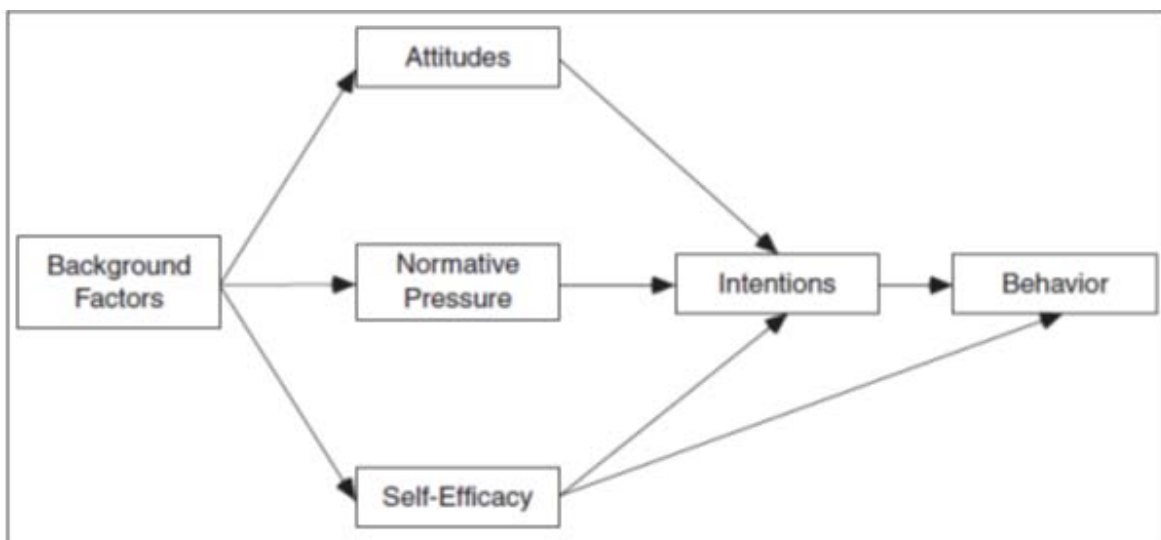 Attitudes
Background
Factors
Normative
Pressure
Intentions
Behavior
Self-Efficacy